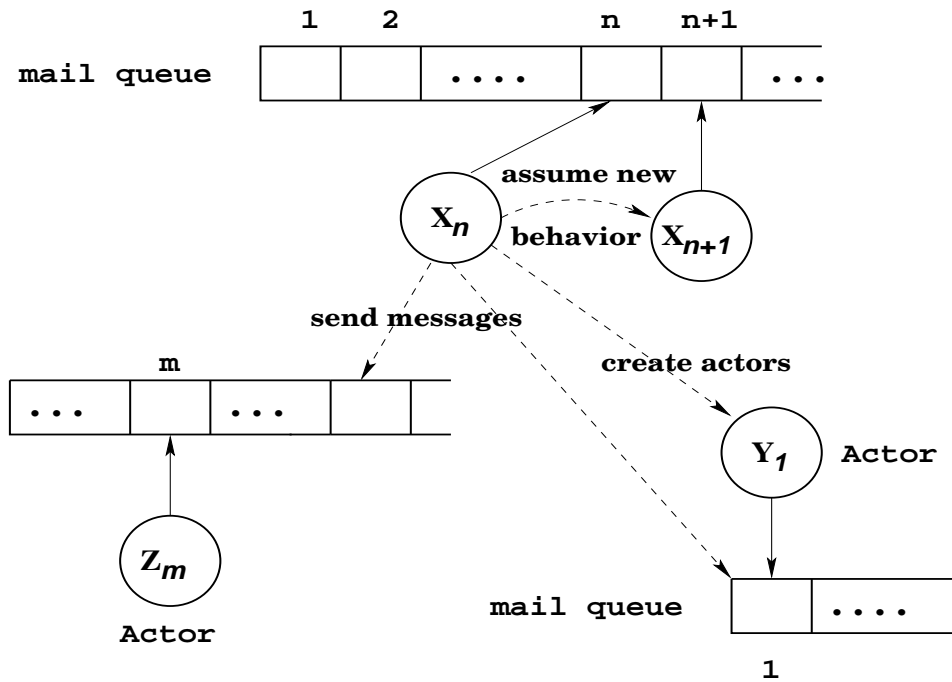 1 2 n n+1
mail queue .... ...
assume new
Xn behavior Xn+1
send messages
create actors
m
... ...
Y1 Actor
Zm
mail queue ....
Actor
1